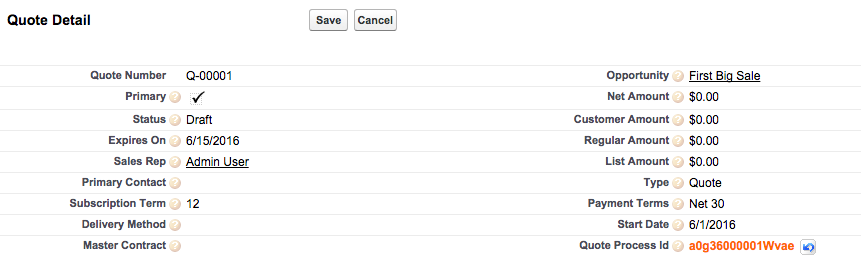 Quote Detail Save Cancel
Quote Number Q-00001 Opportunity ? First Big Sale
Primary ? Net Amount ? $0.00
Status ? Draft Customer Amount ? $0.00
Expires On ? 6/15/2016 Regular Amount ? $0.00
Sales Rep ? Admin User List Amount ? $0.00
Primary Contact ? Type ? Quote
Subscription Term ? 12 Payment Terms ? Net 30
Delivery Method ? Start Date ? 6/1/2016
Master Contract ? Quote Process Id ? a0g36000001Wvae